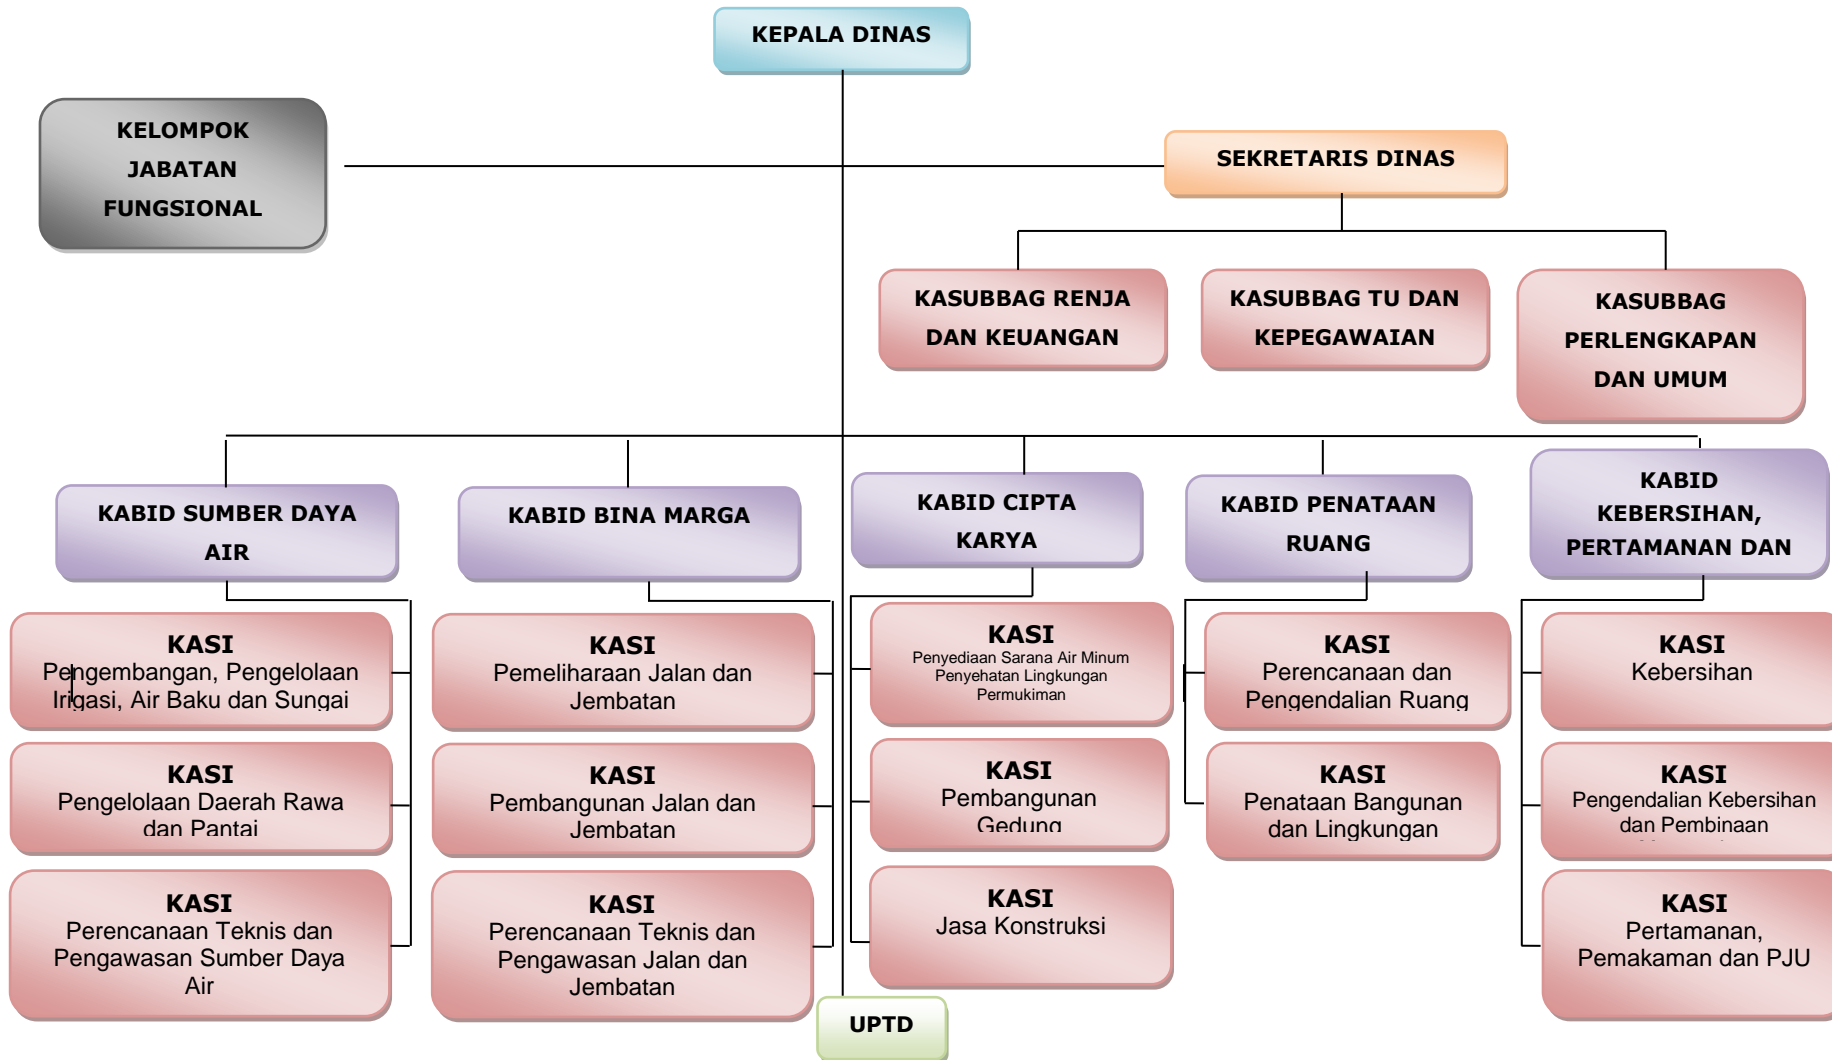 KEPALA DINAS
KELOMPOK
JABATAN
FUNGSIONAL
SEKRETARIS DINAS
KASUBBAG RENJA
DAN KEUANGAN
KASUBBAG TU DAN
KEPEGAWAIAN
KASUBBAG
PERLENGKAPAN
DAN UMUM
KABID SUMBER DAYA
AIR
KABID BINA MARGA
KABID CIPTA
KARYA
KABID PENATAAN
RUANG
KABID
KEBERSIHAN,
PERTAMANAN DAN
KASI
Pengembangan, Pengelolaan
Irigasi, Air Baku dan Sungai
KASI
Pengelolaan Daerah Rawa
dan Pantai
KASI
Perencanaan Teknis dan
Pengawasan Sumber Daya
Air
KASI
Pemeliharaan Jalan dan
Jembatan
KASI
Pembangunan Jalan dan
Jembatan
KASI
Perencanaan Teknis dan
Pengawasan Jalan dan
Jembatan
KASI
Penyediaan Sarana Air Minum
Penyehatan Lingkungan
Permukiman
KASI
Pembangunan
Gedung
KASI
Jasa Konstruksi
KASI
Perencanaan dan
Pengendalian Ruang
KASI
Penataan Bangunan
dan Lingkungan
KASI
Kebersihan
KASI
Pengendalian Kebersihan
dan Pembinaan
KASI
Pertamanan,
Pemakaman dan PJU
UPTD